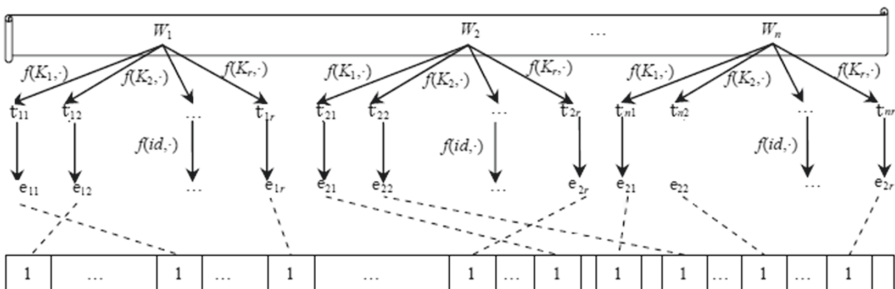 W1 W2 ... Wn
f(K1,·) f(K2,·) f(Kr,·) f(K1,·) f(K2,·) f(Kr,·) f(K1,·) f(K2,·) f(Kr,·)
t11 t12 ... t1r t21 t22 ... t2r tn1 tn2 ... tnr
f(id,·) f(id,·) f(id,·)
e11 e12 ... e1r e21 e22 ... e2r e21 e22 ... e2r
1 ... 1 ... 1 ... 1 ... 1 1 1 ... 1 ... 1